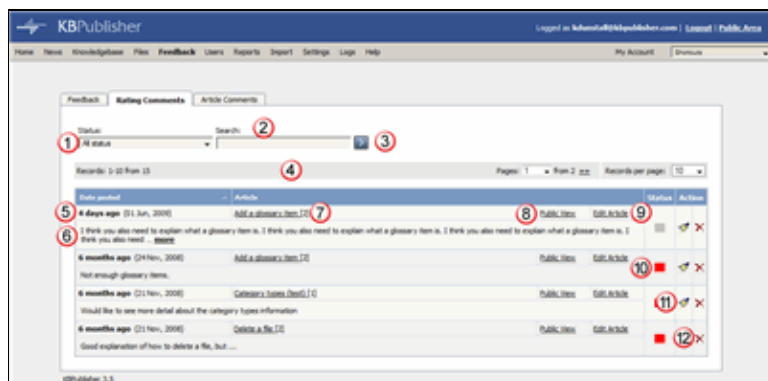 KBPublisher
Logged as kdunstall@kbpublisher.com | Logout | Public Area
Home News Knowledgebase Files Feedback Users Reports Import Settings Logs Help My Account Shortcuts
Feedback Rating Comments Article Comments
Status: Search: 2
1 All status 3
Records: 1-10 from 15 4 Pages: 1 from 2 >> Records per page: 10
Date posted Article Status Action
5 6 days ago (01 Jun, 2009) Add a glossary item [2] 7 8 Public View Edit Article 9
6 I think you also need to explain what a glossary item is. I think you also need to explain what a glossary item is. I think you also need to explain what a glossary item is. I
think you also need ... more
6 months ago (24 Nov, 2008) Add a glossary item [2] Public View Edit Article 10
Not enough glossary items.
6 months ago (21 Nov, 2008) Category types (test) [1] Public View Edit Article
Would like to see more detail about the category types information 11
6 months ago (21 Nov, 2008) Delete a file [2] Public View Edit Article
Good explanation of how to delete a file, but .... 12
KBPublisher 3.5